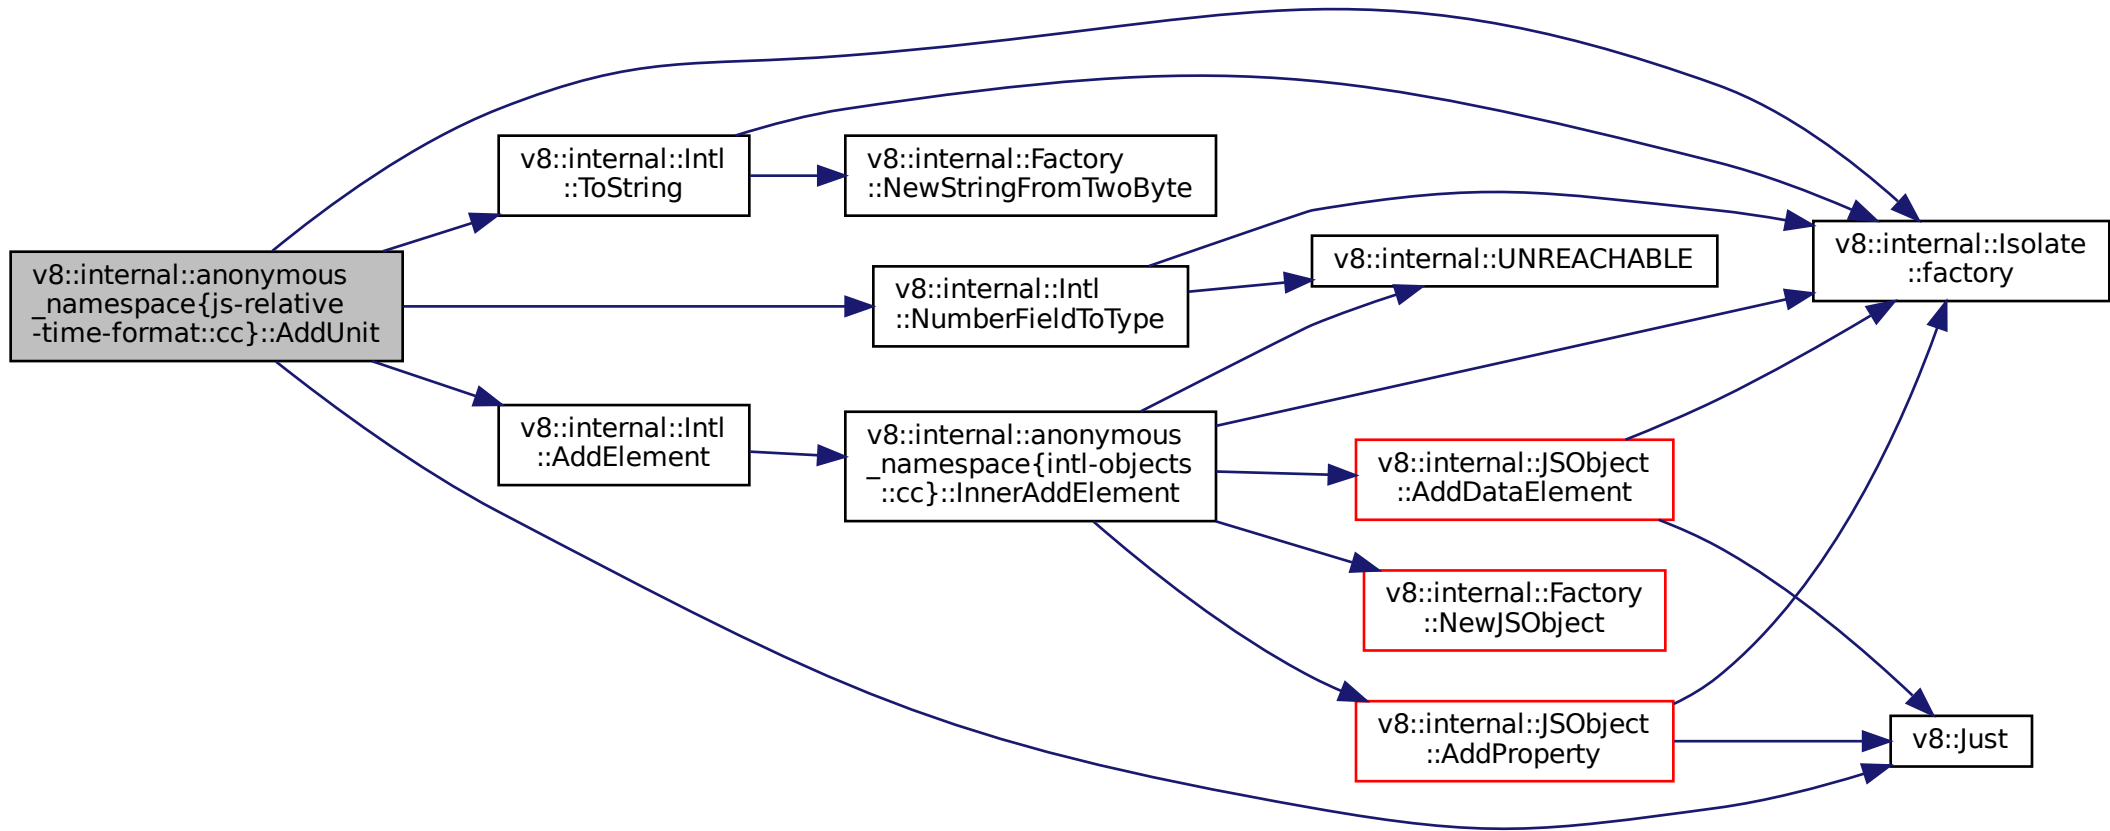 v8::internal::anonymous
_namespace{js-relative
-time-format::cc}::AddUnit
v8::internal::Intl
::ToString
v8::internal::Factory
::NewStringFromTwoByte
v8::internal::Intl
::NumberFieldToType
v8::internal::UNREACHABLE
v8::internal::Isolate
::factory
v8::internal::Intl
::AddElement
v8::internal::anonymous
_namespace{intl-objects
::cc}::InnerAddElement
v8::internal::JSObject
::AddDataElement
v8::internal::Factory
::NewJSObject
v8::internal::JSObject
::AddProperty
v8::Just